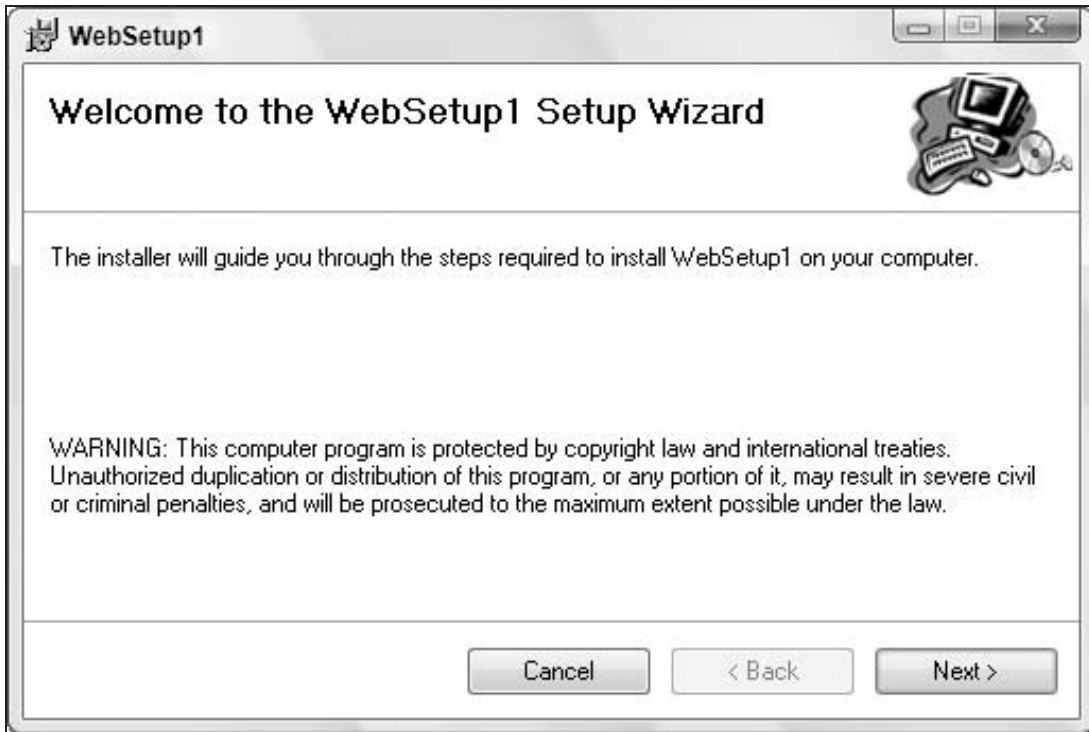 WebSetup1
Welcome to the WebSetup1 Setup Wizard
The installer will guide you through the steps required to install WebSetup1 on your computer.
WARNING: This computer program is protected by copyright law and international treaties.
Unauthorized duplication or distribution of this program, or any portion of it, may result in severe civil
or criminal penalties, and will be prosecuted to the maximum extent possible under the law.
Cancel
< Back
Next >